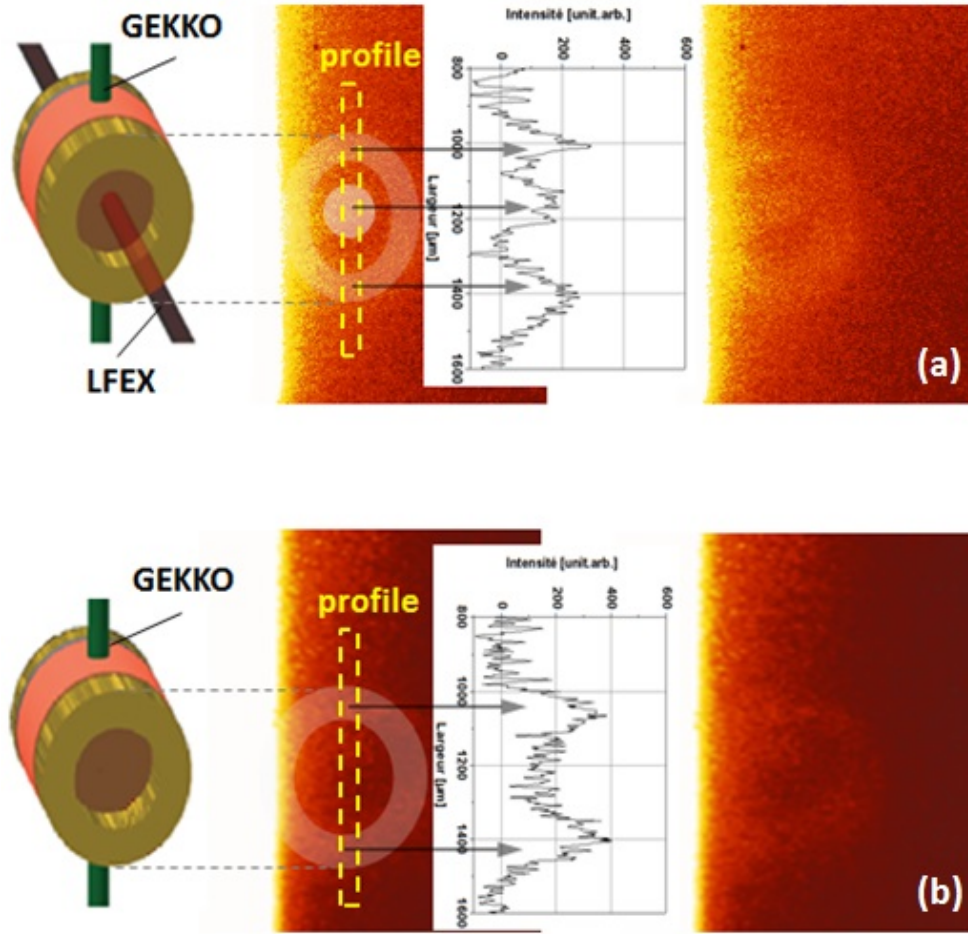 GEKKO
profile
Intensité [unit.arb.]
0
200
400
600
800
1000
1200
1400
1600
Largeur [µm]
LFEX
(a)
GEKKO
profile
Intensité [unit.arb.]
0
200
400
600
800
1000
1200
1400
1600
Largeur [µm]
(b)